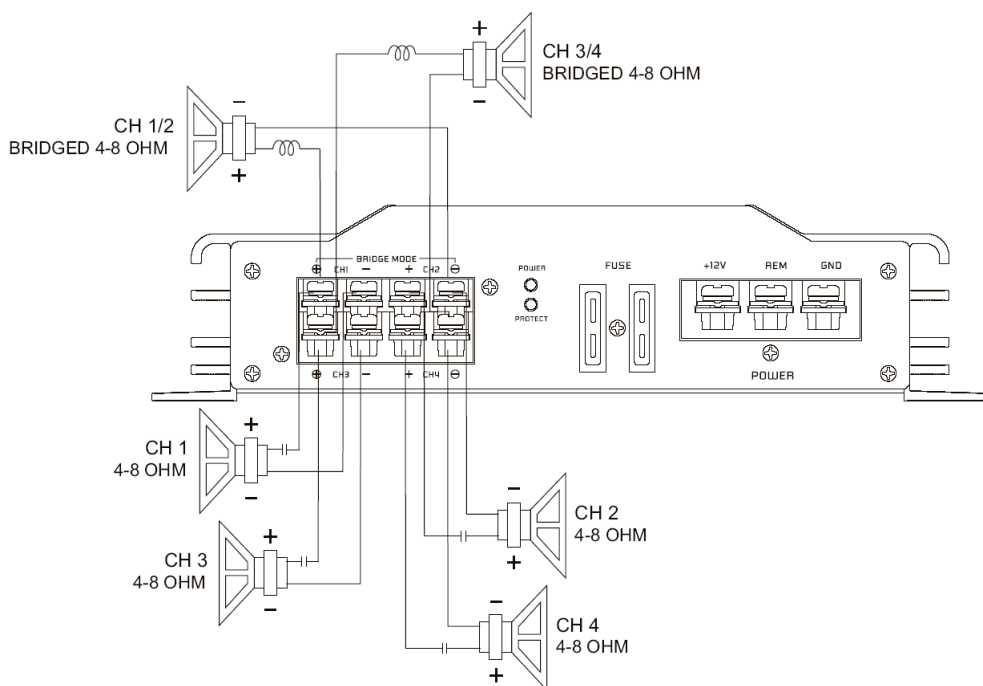 +
CH 3/4
BRIDGED 4-8 OHM
−
−
CH 1/2
BRIDGED 4-8 OHM
+
BRIDGE MODE
⊕ CH1 − + CH2 ⊖
POWER
PROTECT
FUSE
+12V REM GND
POWER
⊕ CH3 − + CH4 ⊖
+
CH 1
4-8 OHM
−
−
CH 2
4-8 OHM
+
+
CH 3
4-8 OHM
−
−
CH 4
4-8 OHM
+